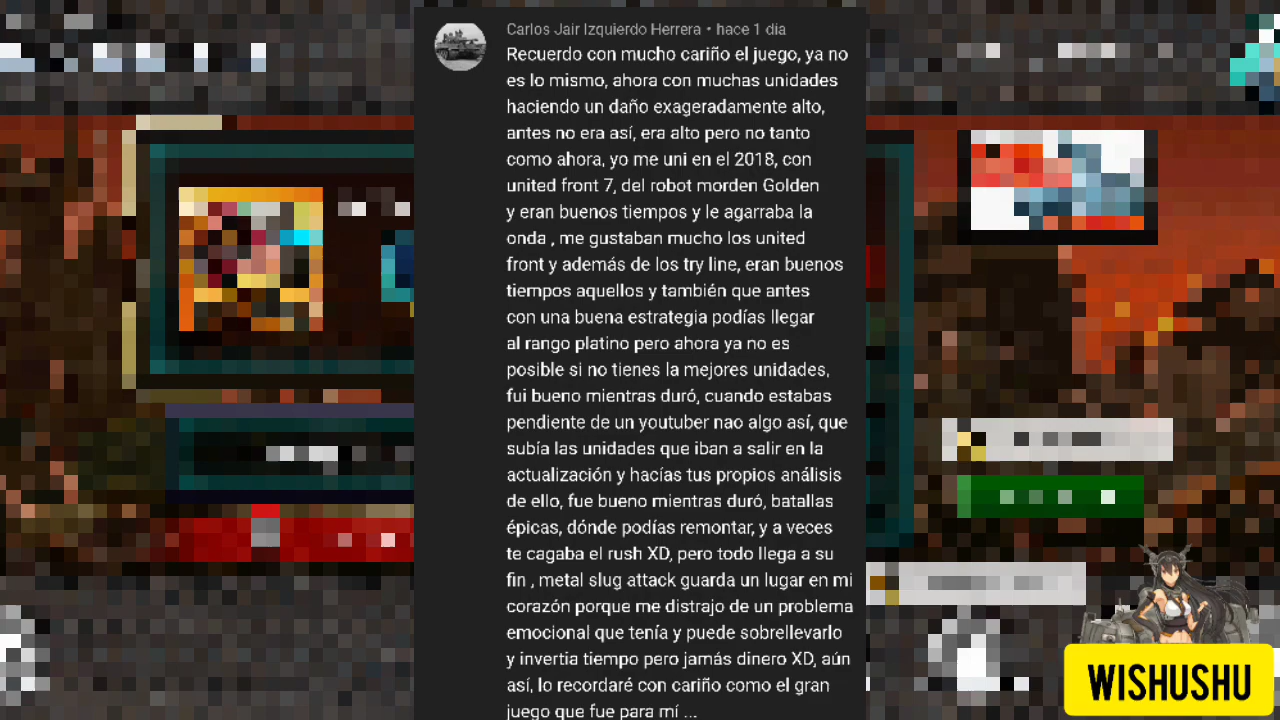 Carlos Jair Izquierdo Herrera • hace 1 día
Recuerdo con mucho cariño el juego, ya no
es lo mismo, ahora con muchas unidades
haciendo un daño exageradamente alto,
antes no era así, era alto pero no tanto
como ahora, yo me uni en el 2018, con
united front 7, del robot morden Golden
y eran buenos tiempos y le agarraba la
onda , me gustaban mucho los united
front y además de los try line, eran buenos
tiempos aquellos y también que antes
con una buena estrategia podías llegar
al rango platino pero ahora ya no es
posible si no tienes la mejores unidades,
fui bueno mientras duró, cuando estabas
pendiente de un youtuber nao algo así, que
subía las unidades que iban a salir en la
actualización y hacías tus propios análisis
de ello, fue bueno mientras duró, batallas
épicas, dónde podías remontar, y a veces
te cagaba el rush XD, pero todo llega a su
fin , metal slug attack guarda un lugar en mi
corazón porque me distrajo de un problema
emocional que tenía y puede sobrellevarlo
y invertia tiempo pero jamás dinero XD, aún
así, lo recordaré con cariño como el gran
juego que fue para mí ...
WISHUSHU